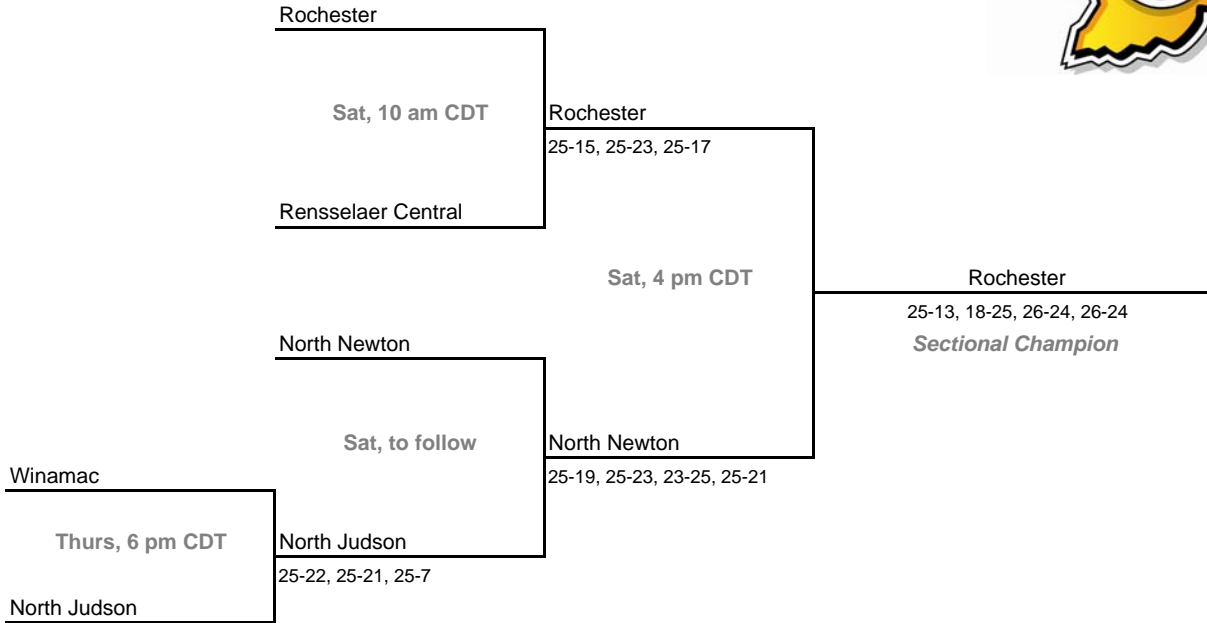 Rochester
Sat, 10 am CDT
Rochester
25-15, 25-23, 25-17
Rensselaer Central
Sat, 4 pm CDT
Rochester
25-13, 18-25, 26-24, 26-24
Sectional Champion
North Newton
Sat, to follow
North Newton
25-19, 25-23, 23-25, 25-21
Winamac
Thurs, 6 pm CDT
North Judson
25-22, 25-21, 25-7
North Judson